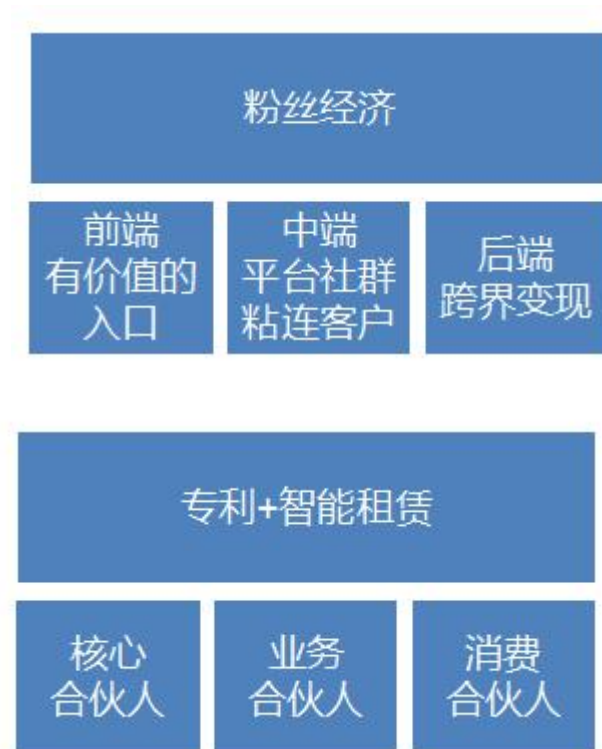 粉丝经济
前端
有价值的
入口
中端
平台社群
粘连客户
后端
跨界变现
专利+智能租赁
核心
合伙人
业务
合伙人
消费
合伙人